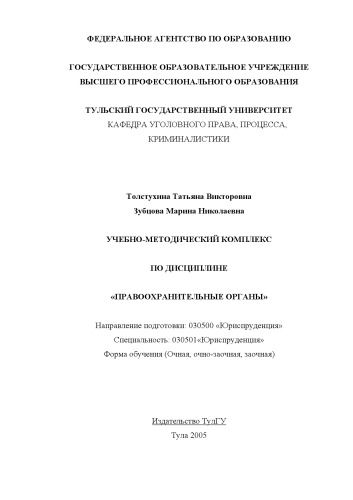 ФЕДЕРАЛЬНОЕ АГЕНТСТВО ПО ОБРАЗОВАНИЮ
ГОСУДАРСТВЕННОЕ ОБРАЗОВАТЕЛЬНОЕ УЧРЕЖДЕНИЕ
ВЫСШЕГО ПРОФЕССИОНАЛЬНОГО ОБРАЗОВАНИЯ
ТУЛЬСКИЙ ГОСУДАРСТВЕННЫЙ УНИВЕРСИТЕТ
КАФЕДРА УГОЛОВНОГО ПРАВА, ПРОЦЕССА,
КРИМИНАЛИСТИКИ
Толстухина Татьяна Викторовна
Зубцова Марина Николаевна
УЧЕБНО-МЕТОДИЧЕСКИЙ КОМПЛЕКС
ПО ДИСЦИПЛИНЕ
«ПРАВООХРАНИТЕЛЬНЫЕ ОРГАНЫ»
Направление подготовки: 030500 «Юриспруденция»
Специальность: 030501«Юриспруденция»
Форма обучения (Очная, очно-заочная, заочная)
Издательство ТулГУ
Тула 2005